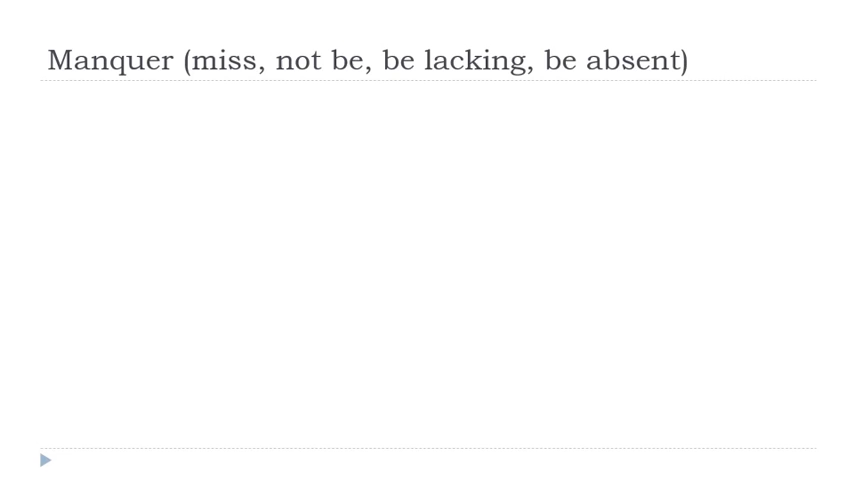 Manquer (miss, not be, be lacking, be absent)